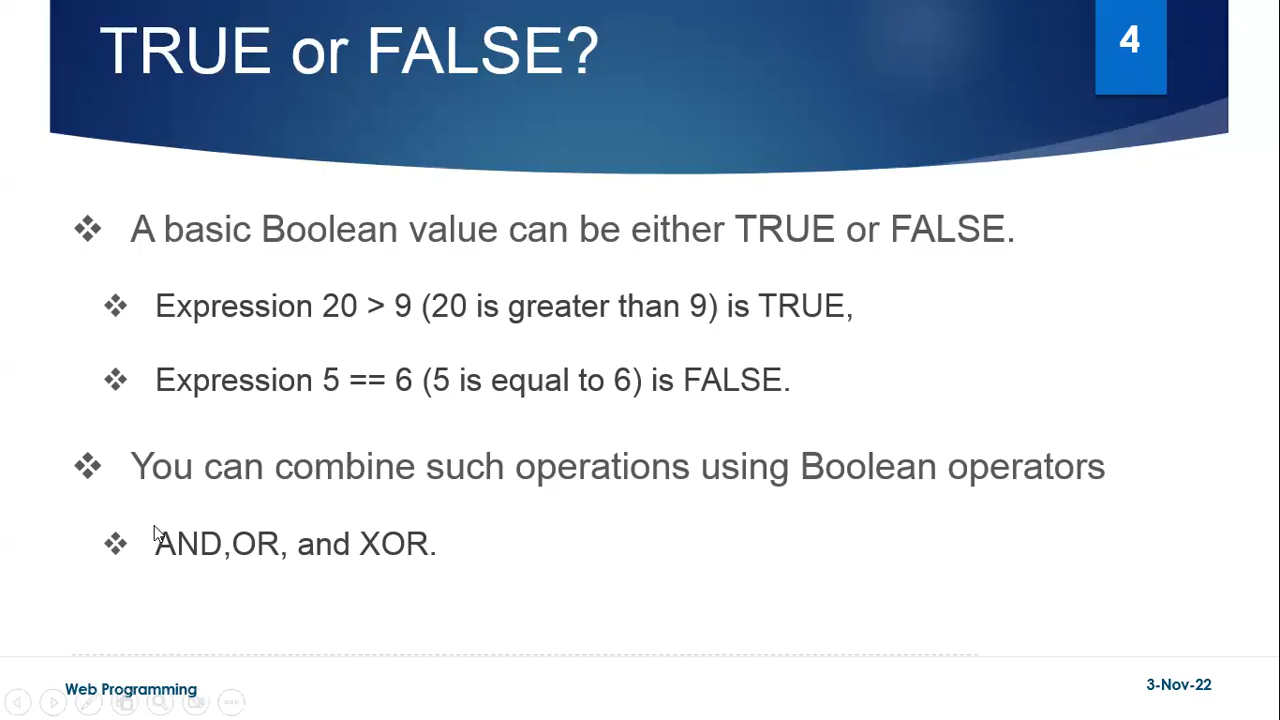 TRUE or FALSE?
4
A basic Boolean value can be either TRUE or FALSE.
Expression 20 > 9 (20 is greater than 9) is TRUE,
Expression 5 == 6 (5 is equal to 6) is FALSE.
You can combine such operations using Boolean operators
AND,OR, and XOR.
Web Programming
3-Nov-22